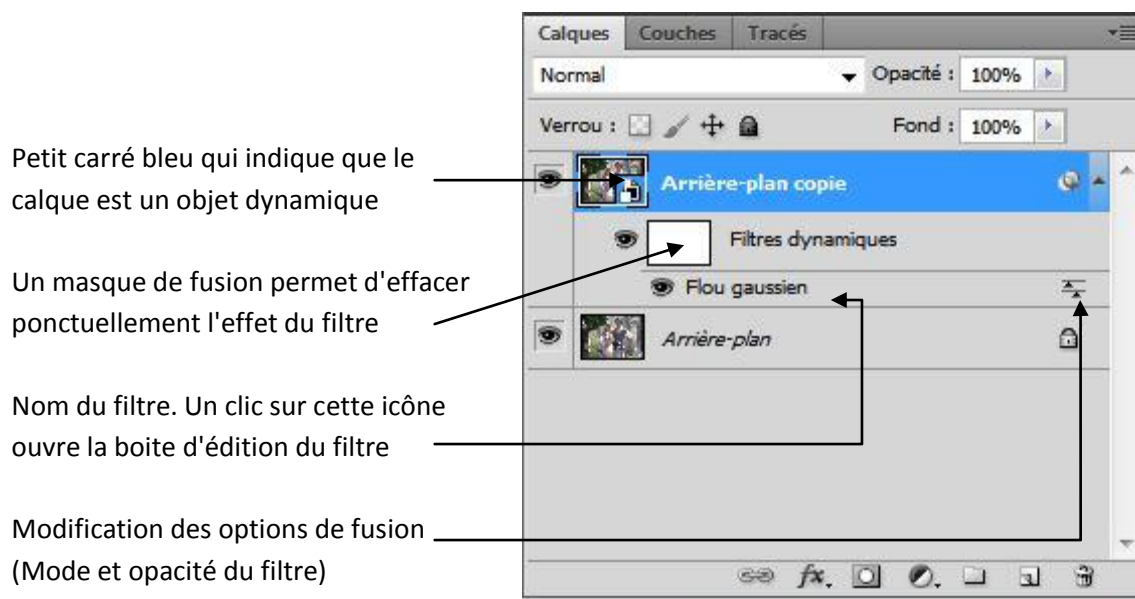 Calques Couches Tracés
Normal Opacité : 100%
Verrou : Fond : 100%
Petit carré bleu qui indique que le
calque est un objet dynamique
Arrière-plan copie
Filtres dynamiques
Un masque de fusion permet d'effacer
ponctuellement l'effet du filtre
Flou gaussien
Arrière-plan
Nom du filtre. Un clic sur cette icône
ouvre la boite d'édition du filtre
Modification des options de fusion
(Mode et opacité du filtre)
fx.